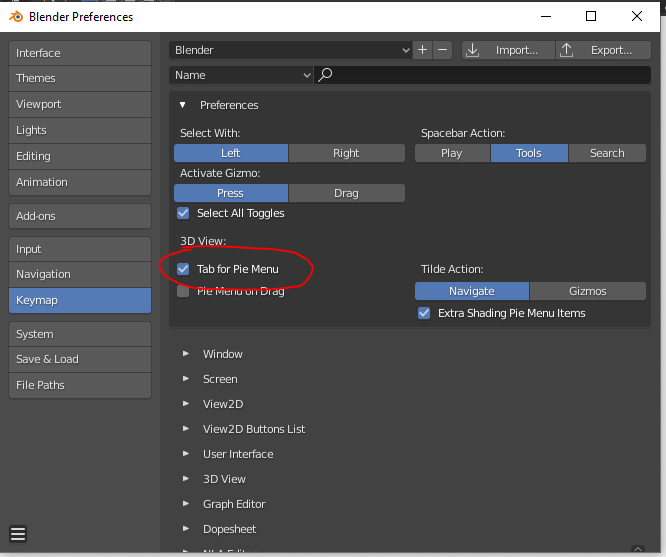 Blender Preferences
Interface
Themes
Viewport
Lights
Editing
Animation
Add-ons
Input
Navigation
Keymap
System
Save & Load
File Paths
Blender
Import...
Export...
Name
Preferences
Select With:
Spacebar Action:
Left Right
Play Tools Search
Activate Gizmo:
Press Drag
Select All Toggles
3D View:
Tab for Pie Menu
Tilde Action:
Pie Menu on Drag
Navigate Gizmos
Extra Shading Pie Menu Items
Window
Screen
View2D
View2D Buttons List
User Interface
3D View
Graph Editor
Dopesheet
NLA Editor